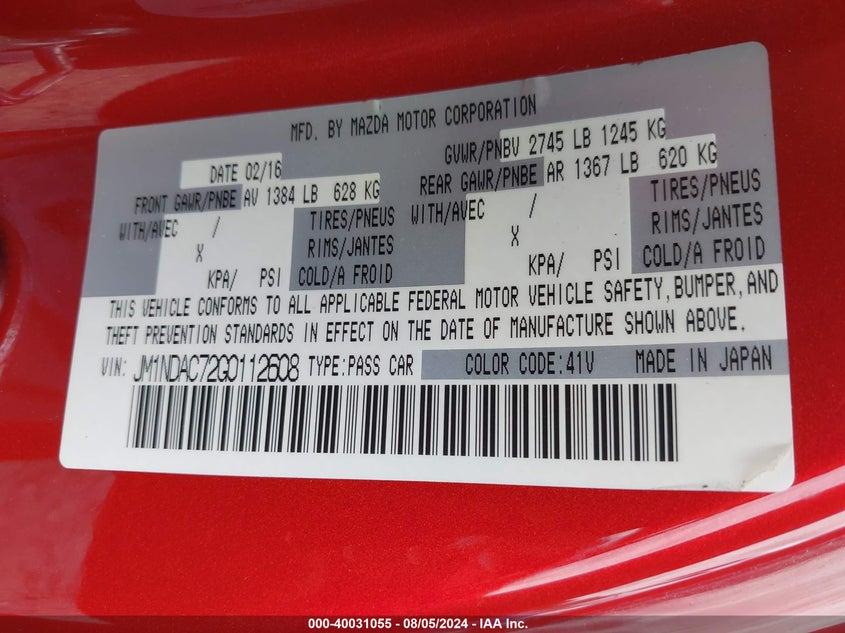 MFD. BY MAZDA MOTOR CORPORATION
DATE 02/16
GVWR/PNBV 2745 LB 1245 KG
FRONT GAWR/PNBE AV 1384 LB 628 KG
REAR GAWR/PNBE AR 1367 LB 620 KG
WITH/AVEC / TIRES/PNEUS WITH/AVEC / TIRES/PNEUS
X RIMS/JANTES X RIMS/JANTES
KPA/ PSI COLD/A FROID KPA/ PSI COLD/A FROID
THIS VEHICLE CONFORMS TO ALL APPLICABLE FEDERAL MOTOR VEHICLE SAFETY, BUMPER, AND
THEFT PREVENTION STANDARDS IN EFFECT ON THE DATE OF MANUFACTURE SHOWN ABOVE.
VIN: JM1NDAC72G0112608 TYPE:PASS CAR COLOR CODE:41V MADE IN JAPAN
000-40031055 - 08/05/2024 - IAA Inc.